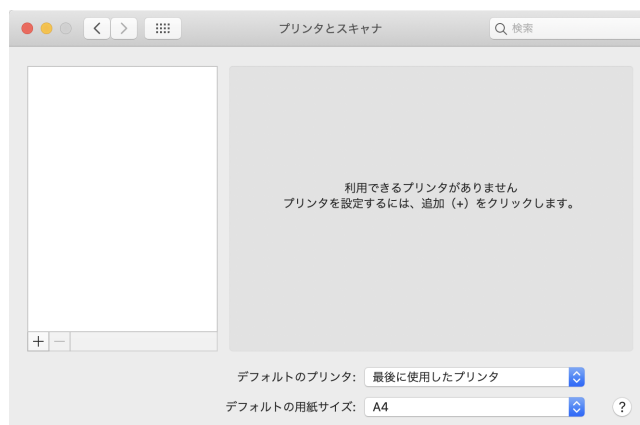 プリンタとスキャナ
検索
利用できるプリンタがありません
プリンタを設定するには、追加（+）をクリックします。
+ −
デフォルトのプリンタ: 最後に使用したプリンタ
デフォルトの用紙サイズ: A4
?